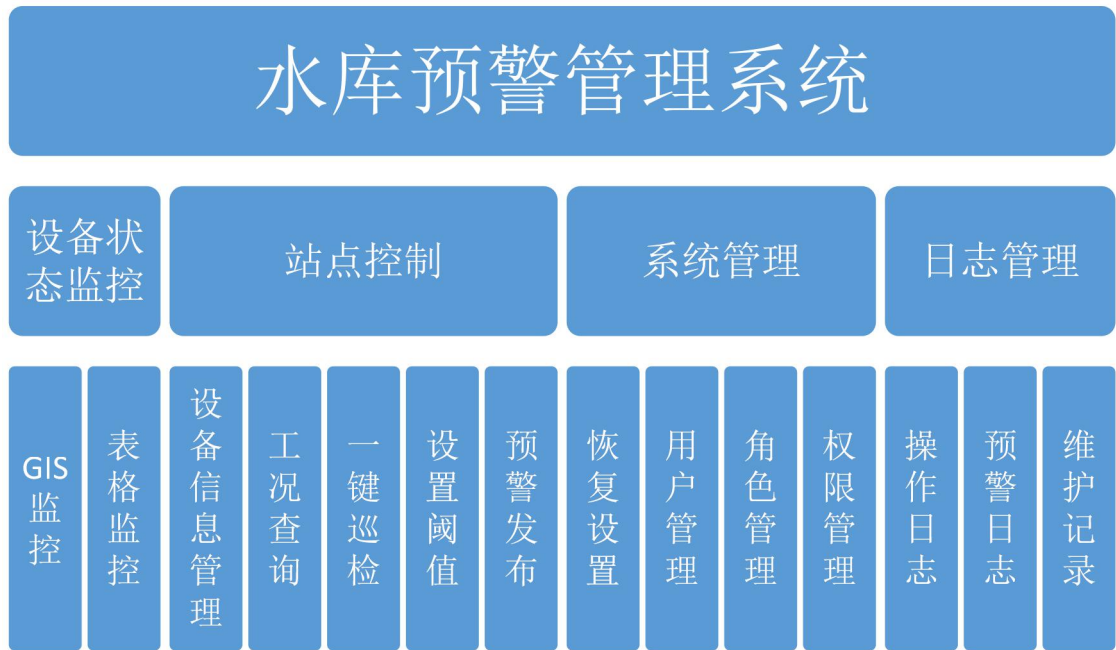 水库预警管理系统
设备状
态监控
站点控制
系统管理
日志管理
GIS
监控
表格监控
设备信息管理
工况查询
一键巡检
设置阈值
预警发布
恢复设置
用户管理
角色管理
权限管理
操作日志
预警日志
维护记录